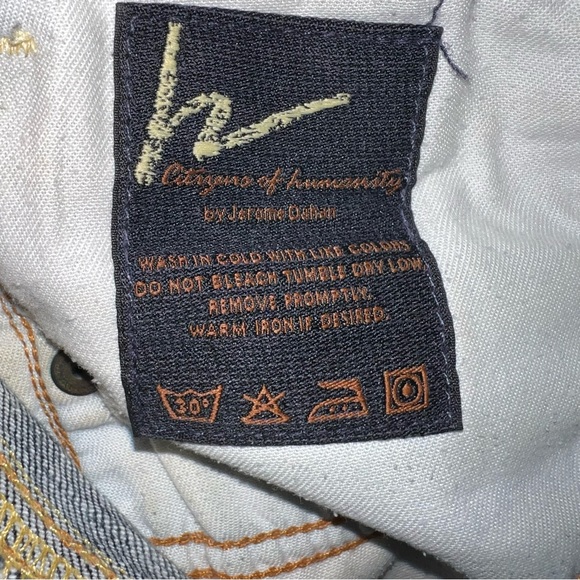 h
Citizens of humanity
by Jerome Dahan
WASH IN COLD WITH LIKE COLORS
DO NOT BLEACH TUMBLE DRY LOW
REMOVE PROMPTLY.
WARM IRON IF DESIRED.
30°